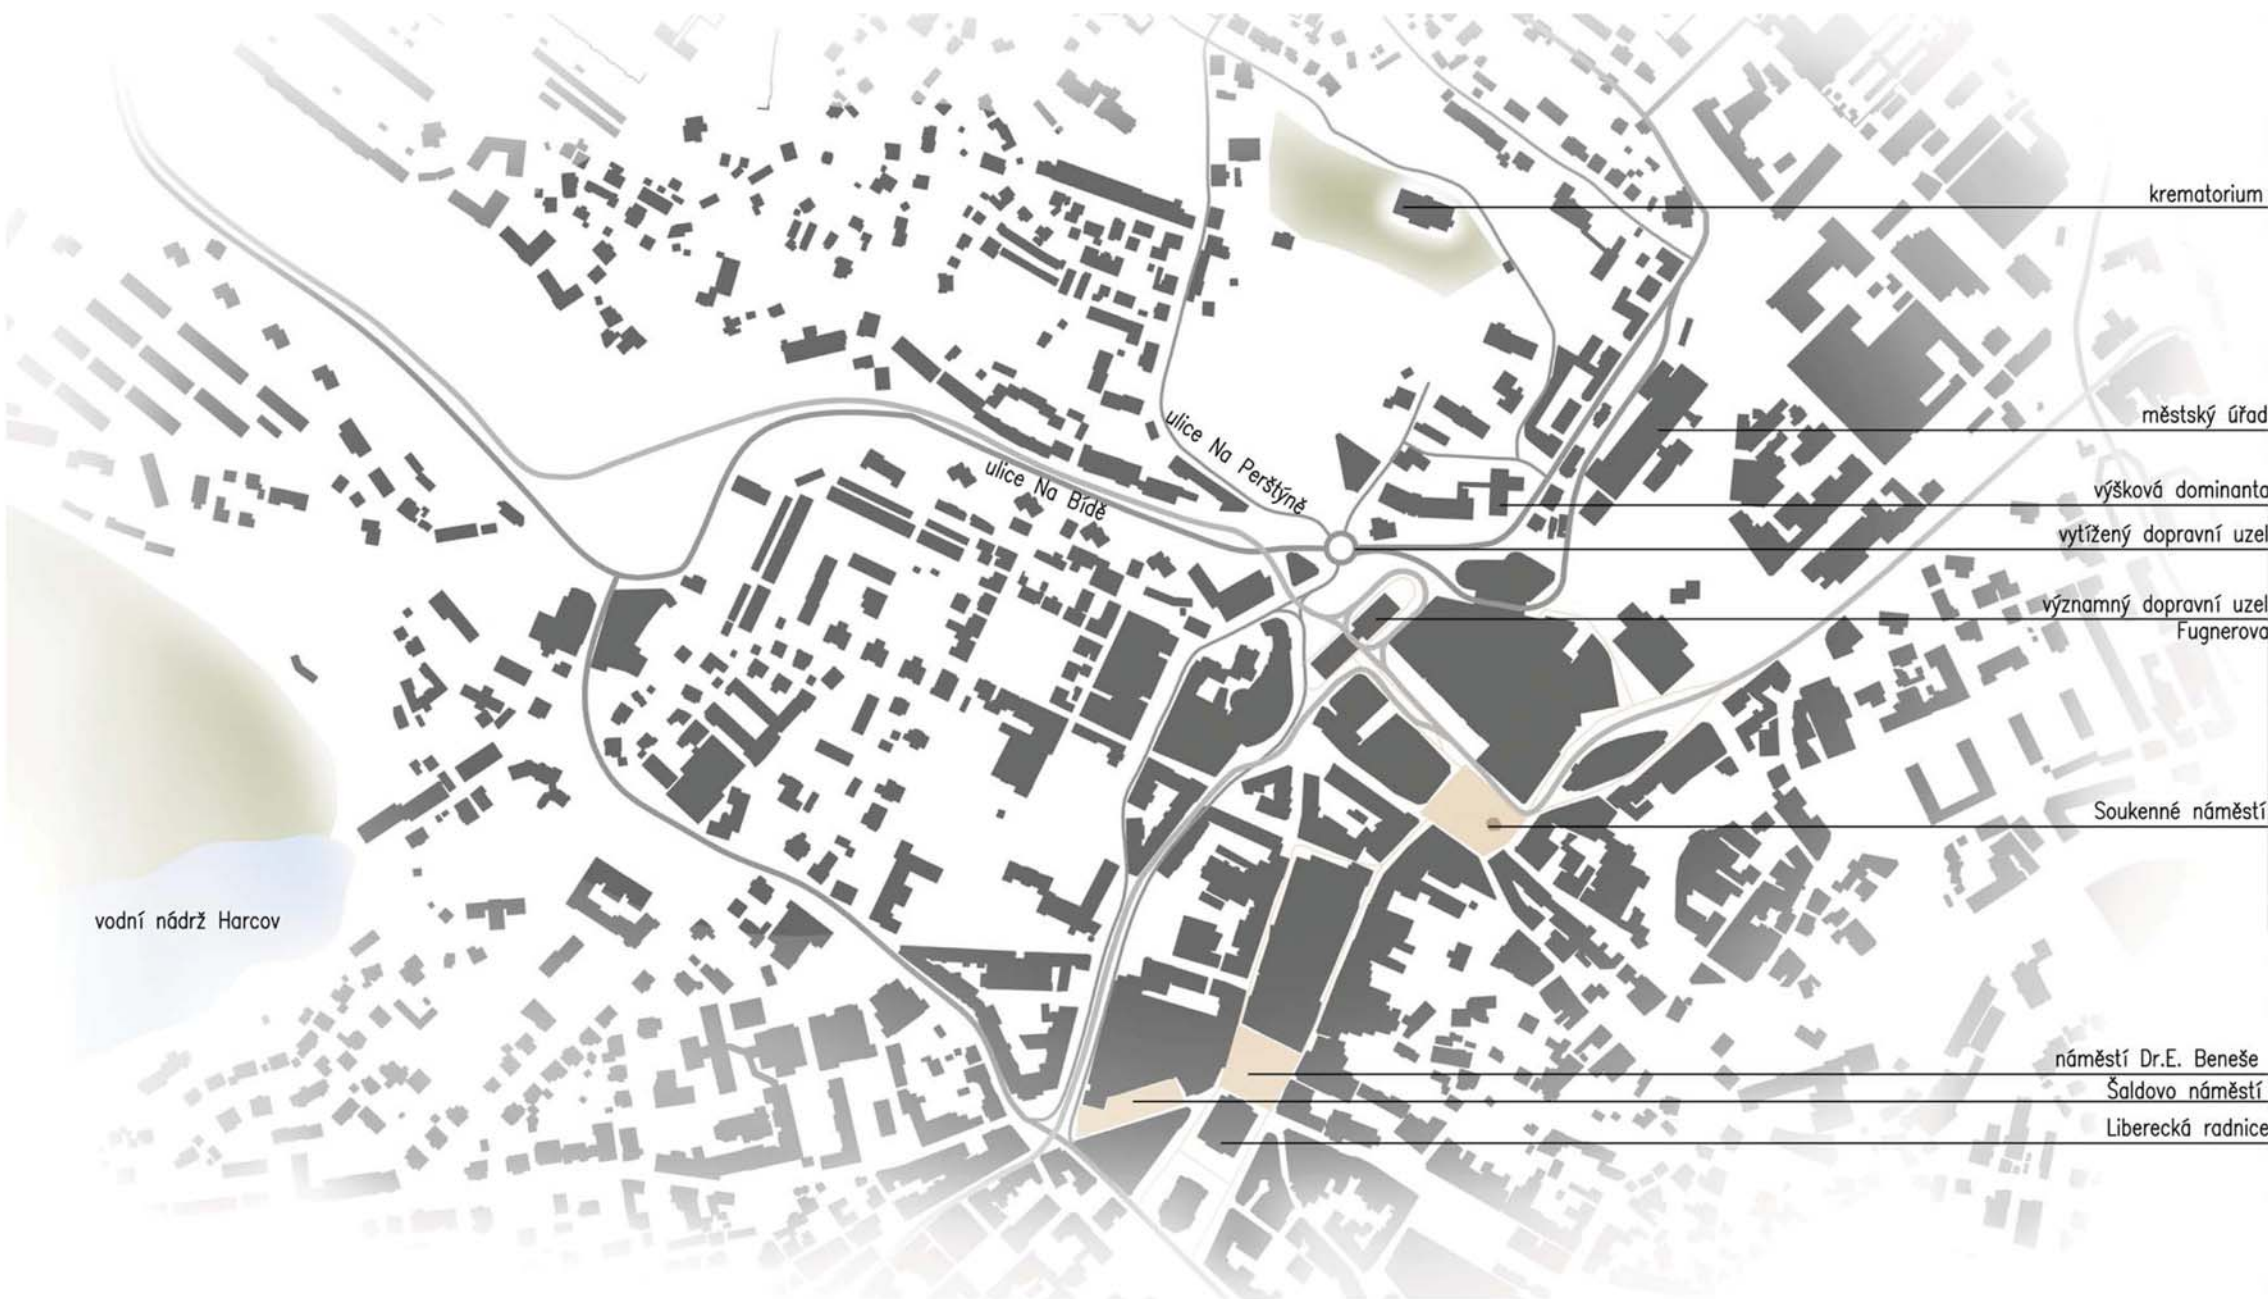 krematorium
městský úřad
ulice Na Perštýně
ulice Na Bídě
výšková dominanta
vytížený dopravní uzel
významný dopravní uzel
Fugnerova
Soukenné náměstí
vodní nádrž Harcov
náměstí Dr.E. Beneše
Šaldovo náměstí
Liberecká radnice